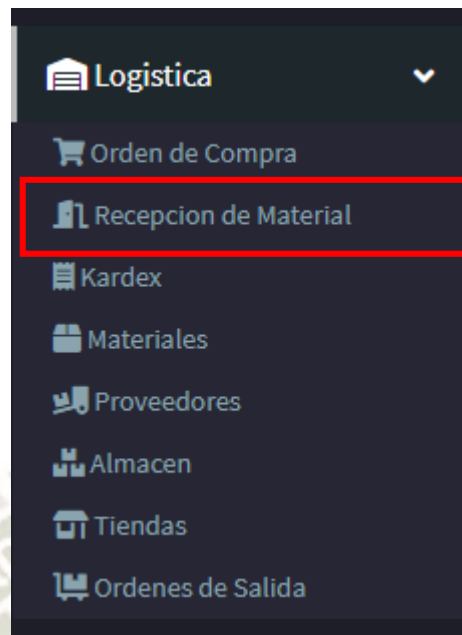 Logistica
Orden de Compra
Recepcion de Material
Kardex
Materiales
Proveedores
Almacen
Tiendas
Ordenes de Salida